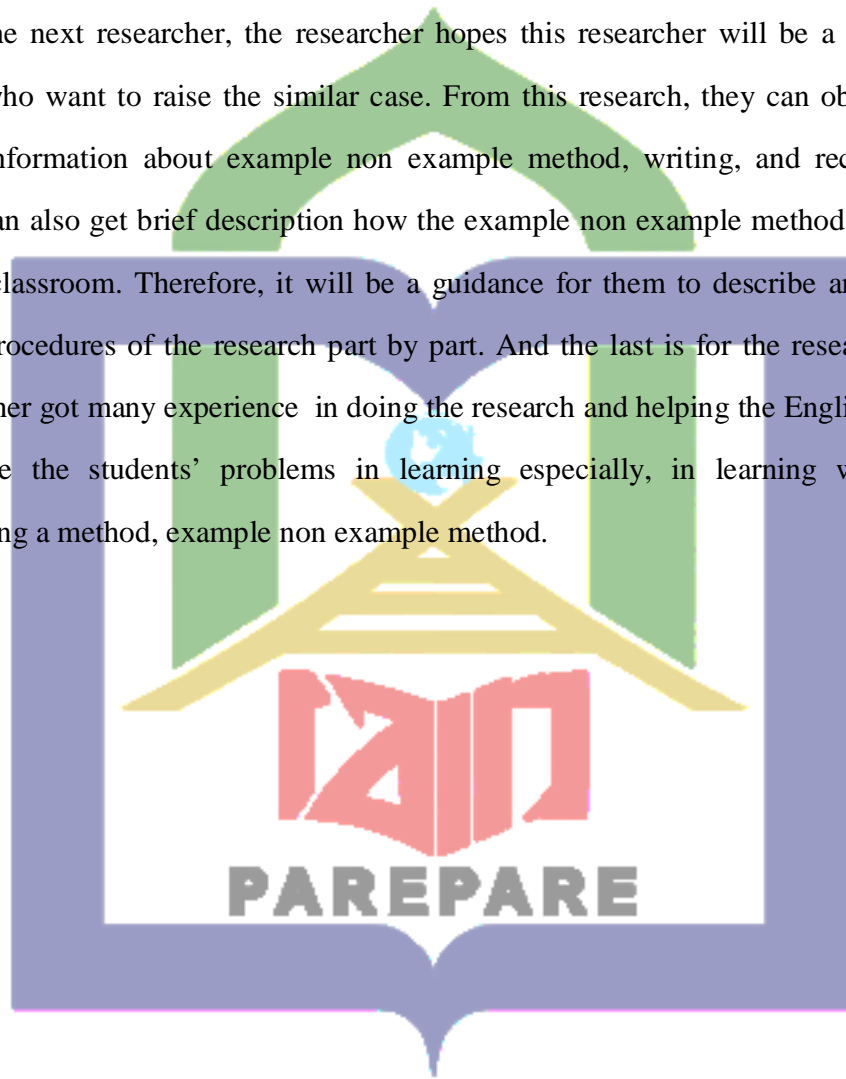 ne next researcher, the researcher hopes this researcher will be a
who want to raise the similar case. From this research, they can ob
nformation about example non example method, writing, and rec
an also get brief description how the example non example method
classroom. Therefore, it will be a guidance for them to describe an
rocedures of the research part by part. And the last is for the resea
her got many experience in doing the research and helping the Engli
e the students’ problems in learning especially, in learning w
ng a method, example non example method.
iain
PAREPARE